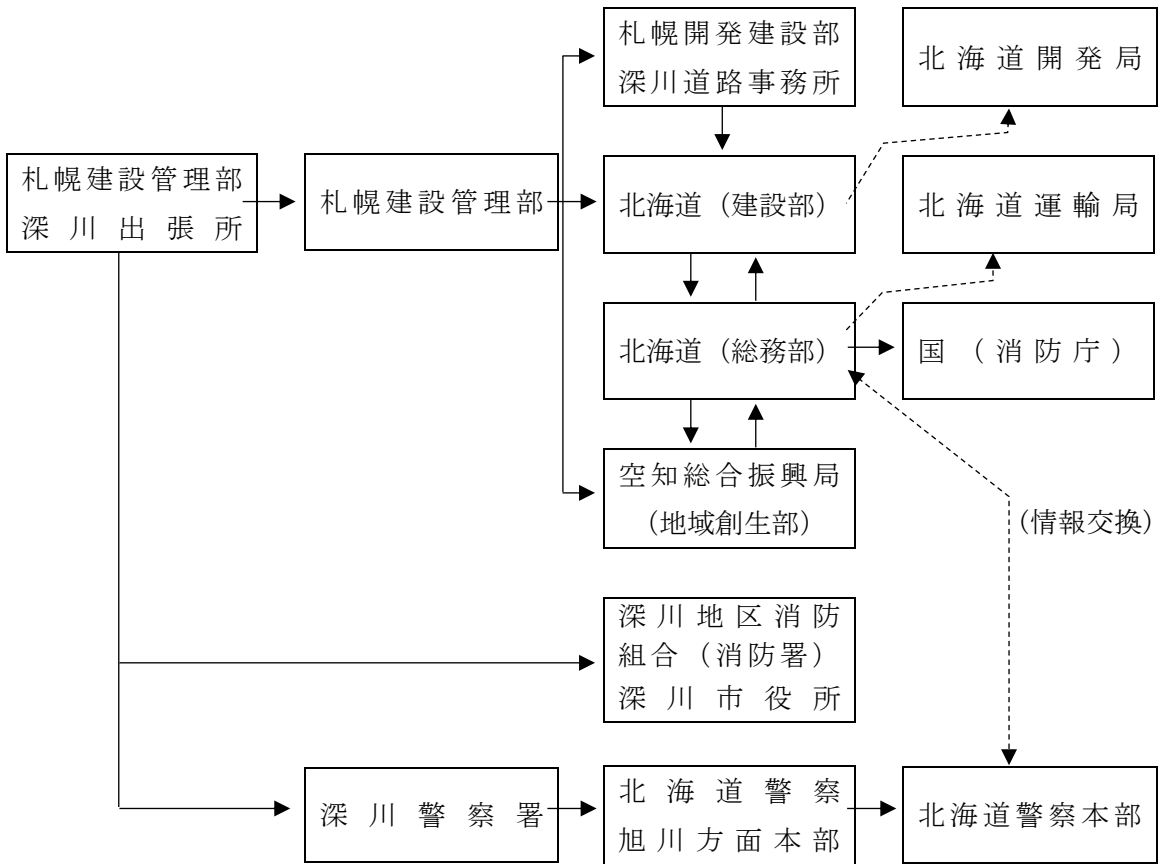 札幌開発建設部
深川道路事務所
北海道開発局
札幌建設管理部
深川出張所
札幌建設管理部
北海道（建設部）
北海道運輸局
北海道（総務部）
国（消防庁）
空知総合振興局
（地域創生部）
（情報交換）
深川地区消防
組合（消防署）
深川市役所
深川警察署
北海道警察
旭川方面本部
北海道警察本部